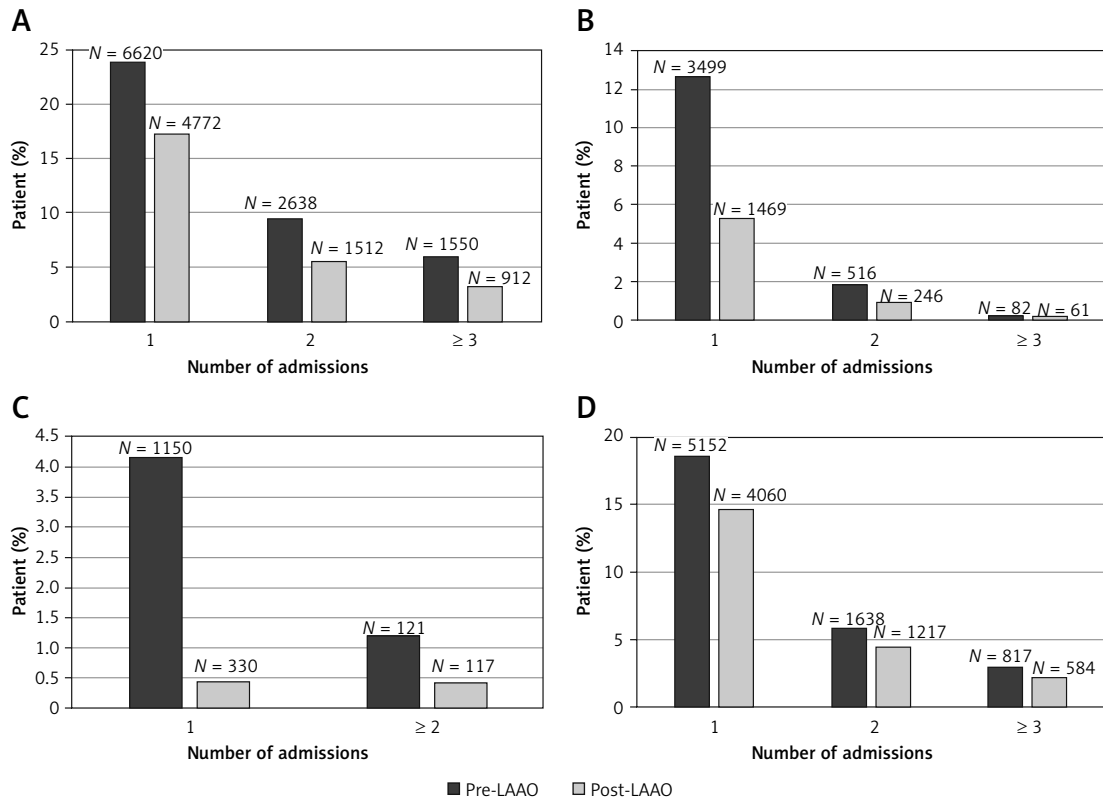 A
25
20
15
10
5
0
Patient (%)
N = 6620
N = 4772
N = 2638
N = 1512
N = 1550
N = 912
1 2 ≥ 3
Number of admissions
B
14
12
10
8
6
4
2
0
Patient (%)
N = 3499
N = 1469
N = 516
N = 246
N = 82 N = 61
1 2 ≥ 3
Number of admissions
C
4.5
4.0
3.5
3.0
2.5
2.0
1.5
1.0
0.5
0
Patient (%)
N = 1150
N = 330
N = 121
N = 117
1 ≥ 2
Number of admissions
D
20
15
10
5
0
Patient (%)
N = 5152
N = 4060
N = 1638
N = 1217
N = 817
N = 584
1 2 ≥ 3
Number of admissions
Pre-LAAO Post-LAAO